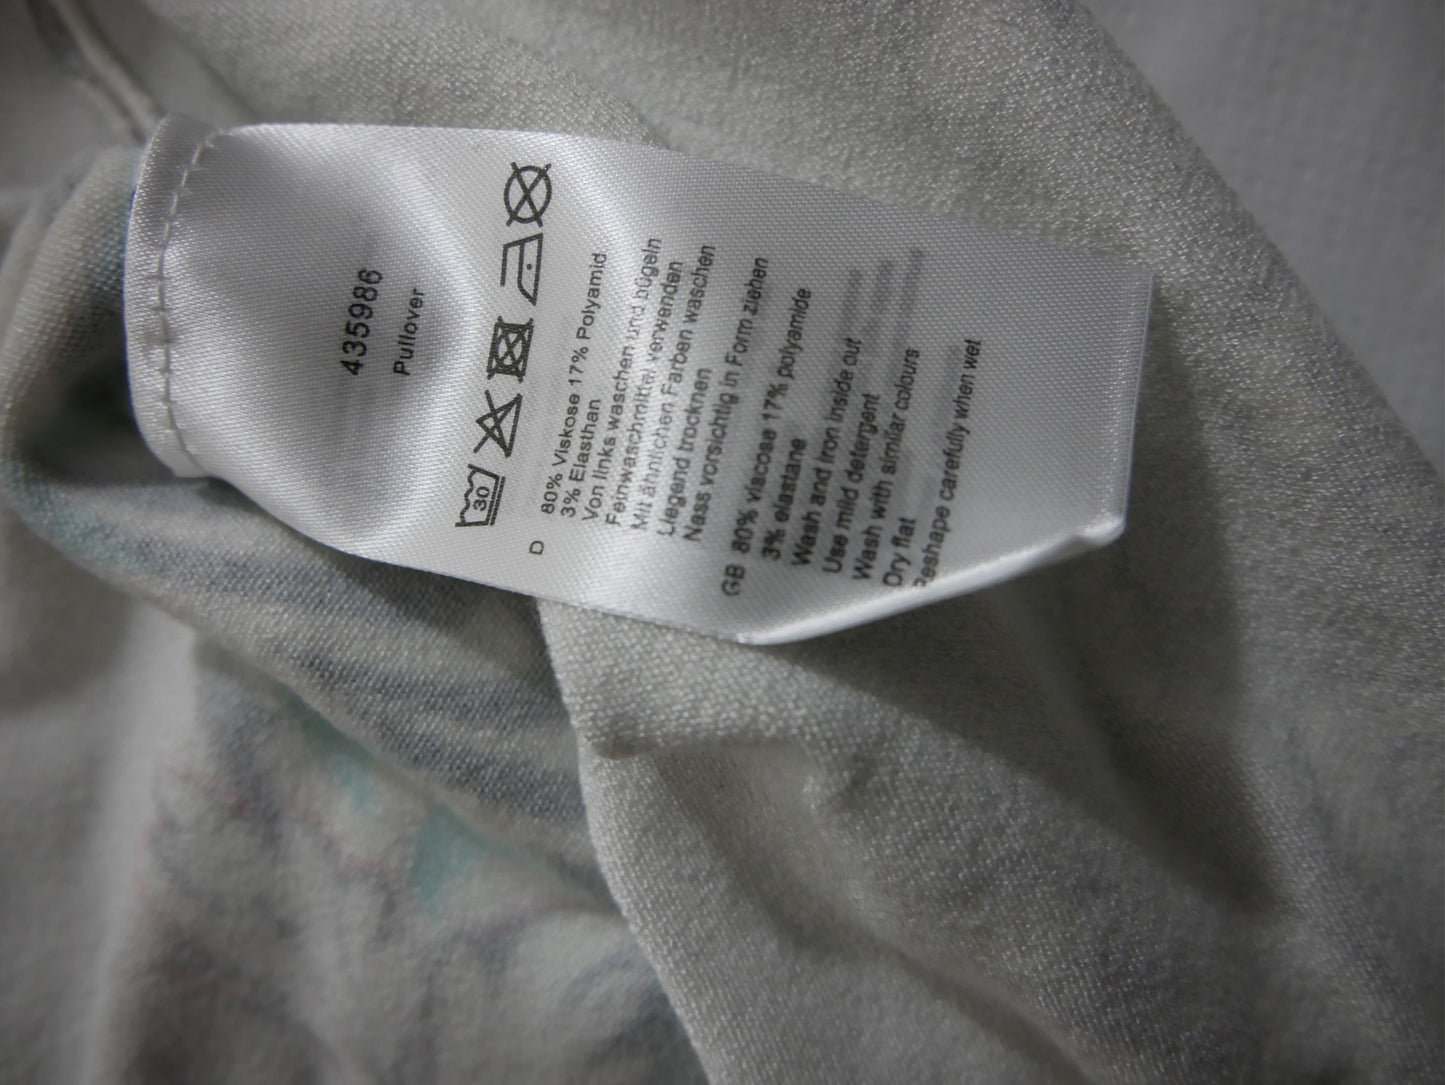 435986
Pullover
30
D
80% Viskose 17% Polyamid
3% Elasthan
Von links waschen und bügeln
Feinwaschmittel verwenden
Mit ähnlichen Farben waschen
Liegend trocknen
Nass vorsichtig in Form ziehen
GB
80% viscose 17% polyamide
3% elastane
Wash and iron inside out
Use mild detergent
Wash with similar colours
Dry flat
Reshape carefully when wet